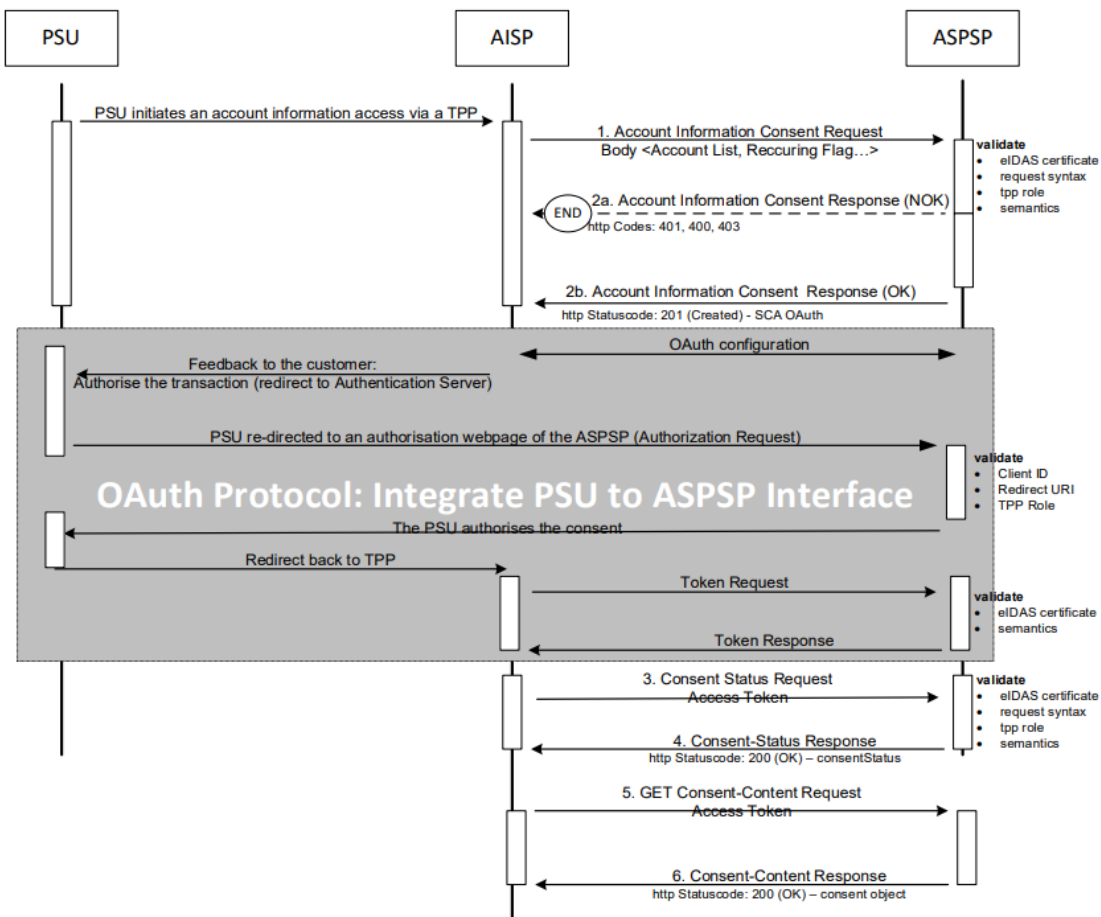 PSU
AISP
ASPSP
PSU initiates an account information access via a TPP
1. Account Information Consent Request
Body <Account List, Reccuring Flag…>
validate
• eIDAS certificate
• request syntax
• tpp role
• semantics
2a. Account Information Consent Response (NOK)
END
http Codes: 401, 400, 403
2b. Account Information Consent Response (OK)
http Statuscode: 201 (Created) - SCA OAuth
OAuth configuration
Feedback to the customer:
Authorise the transaction (redirect to Authentication Server)
PSU re-directed to an authorisation webpage of the ASPSP (Authorization Request)
validate
• Client ID
• Redirect URI
• TPP Role
OAuth Protocol: Integrate PSU to ASPSP Interface
The PSU authorises the consent
Redirect back to TPP
Token Request
validate
• eIDAS certificate
• semantics
Token Response
3. Consent Status Request
Access Token
validate
• eIDAS certificate
• request syntax
• tpp role
• semantics
4. Consent-Status Response
http Statuscode: 200 (OK) – consentStatus
5. GET Consent-Content Request
Access Token
6. Consent-Content Response
http Statuscode: 200 (OK) – consent object